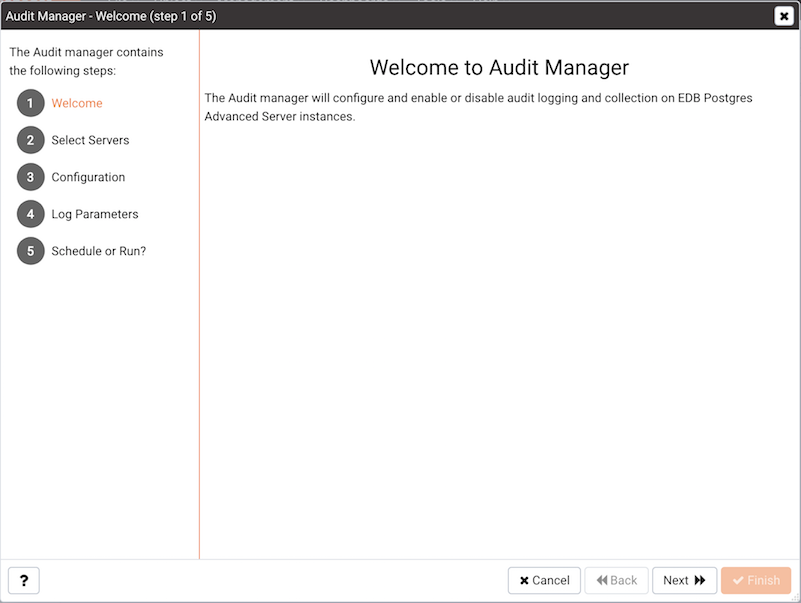 Audit Manager - Welcome (step 1 of 5)
The Audit manager contains
the following steps:
1 Welcome
2 Select Servers
3 Configuration
4 Log Parameters
5 Schedule or Run?
Welcome to Audit Manager
The Audit manager will configure and enable or disable audit logging and collection on EDB Postgres
Advanced Server instances.
?
Cancel
Back
Next
Finish